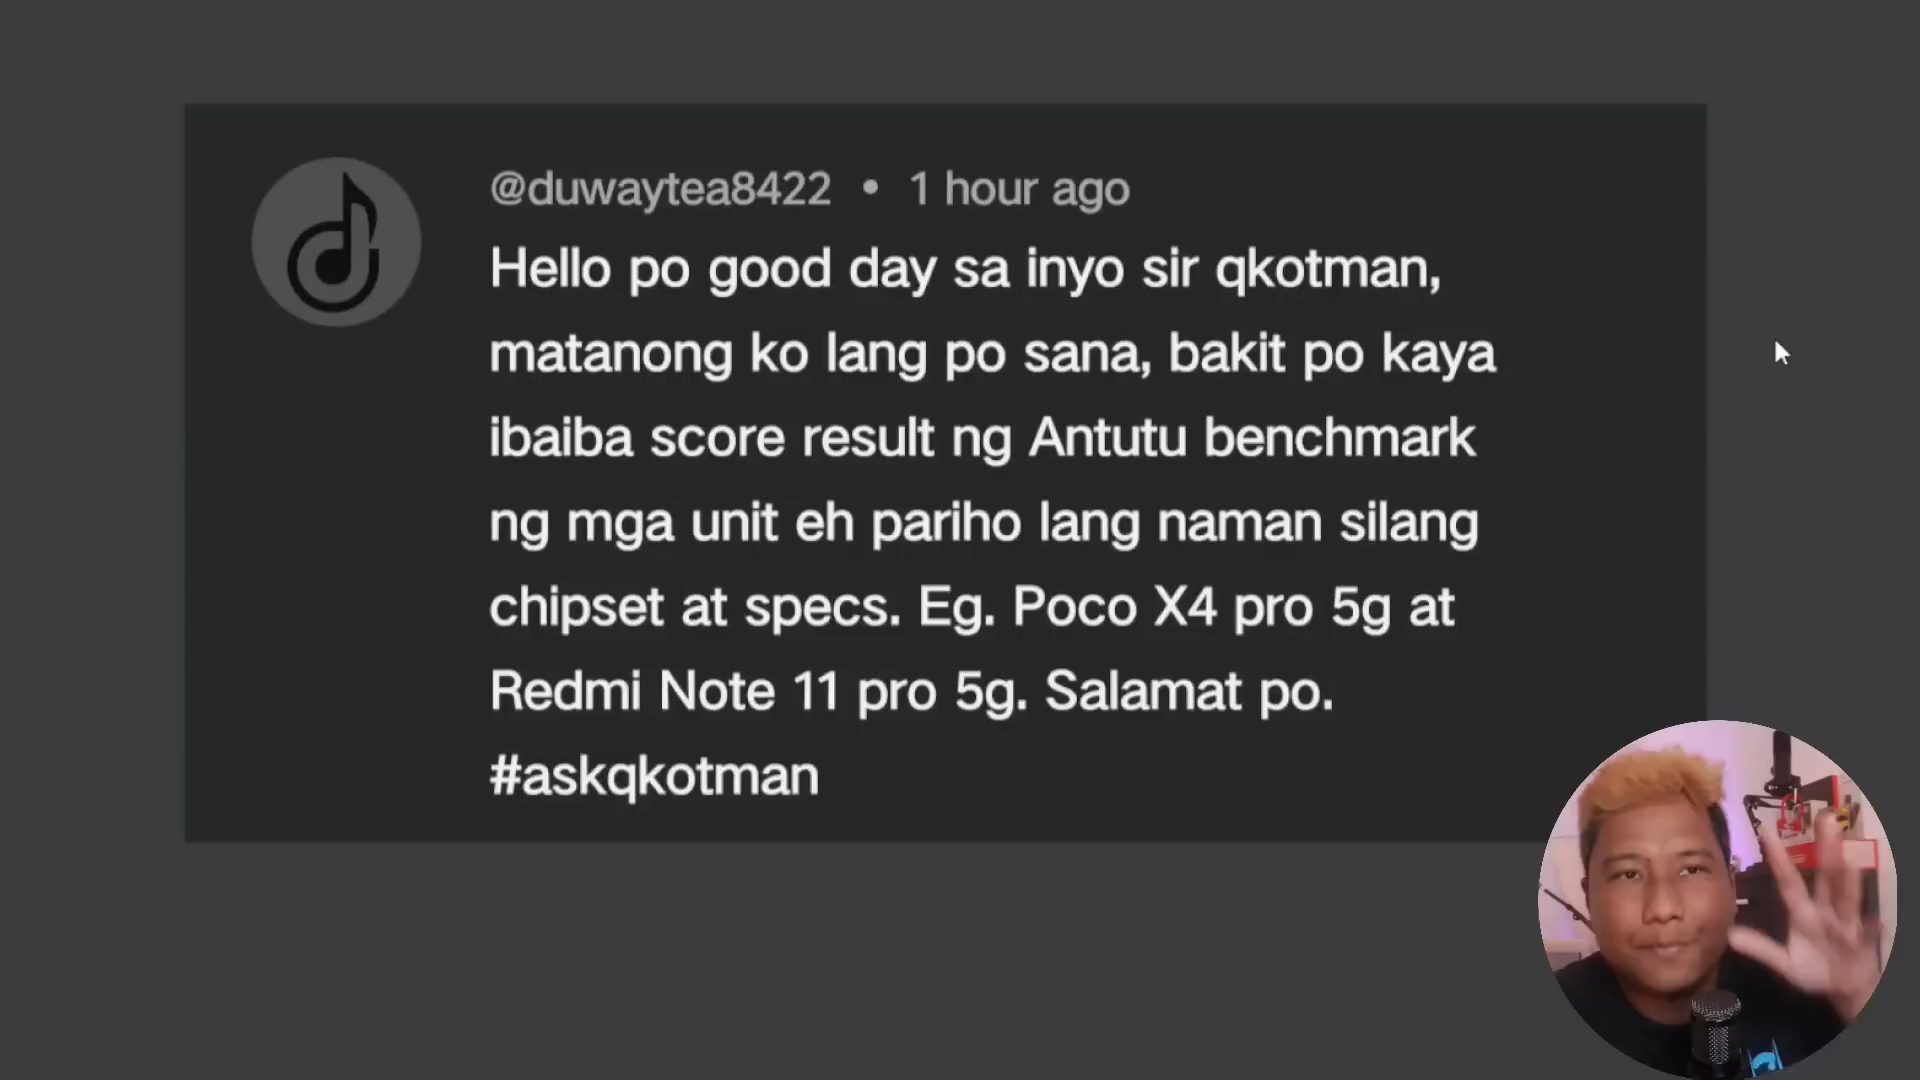 @duwaytea8422 • 1 hour ago
Hello po good day sa inyo sir qkotman,
matanong ko lang po sana, bakit po kaya
ibaiba score result ng Antutu benchmark
ng mga unit eh pariho lang naman silang
chipset at specs. Eg. Poco X4 pro 5g at
Redmi Note 11 pro 5g. Salamat po.
#askqkotman